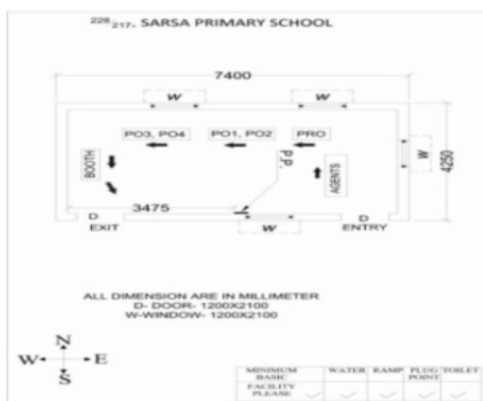 228 217, SARSA PRIMARY SCHOOL
7400
W W
PO3, PO4 PO1, PO2 PRO
BOOTH P.P. AGENTS W 4250
3475
D D
EXIT W ENTRY
ALL DIMENSION ARE IN MILLIMETER
D- DOOR- 1200X2100
W-WINDOW- 1200X2100
N
W E
S
MINIMUM BASIC FACILITY PLEASE WATER RAMP PLUG POINT TOILET